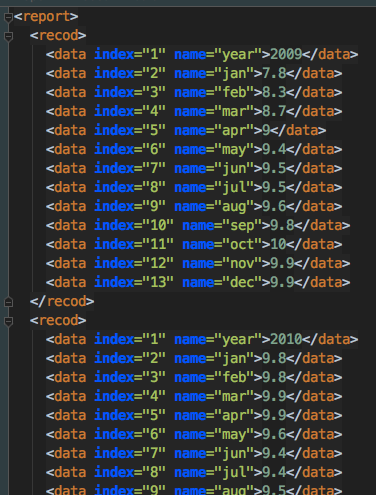 <report>
<recod>
<data index="1" name="year">2009</data>
<data index="2" name="jan">7.8</data>
<data index="3" name="feb">8.3</data>
<data index="4" name="mar">8.7</data>
<data index="5" name="apr">9</data>
<data index="6" name="may">9.4</data>
<data index="7" name="jun">9.5</data>
<data index="8" name="jul">9.5</data>
<data index="9" name="aug">9.6</data>
<data index="10" name="sep">9.8</data>
<data index="11" name="oct">10</data>
<data index="12" name="nov">9.9</data>
<data index="13" name="dec">9.9</data>
</recod>
<recod>
<data index="1" name="year">2010</data>
<data index="2" name="jan">9.8</data>
<data index="3" name="feb">9.8</data>
<data index="4" name="mar">9.9</data>
<data index="5" name="apr">9.9</data>
<data index="6" name="may">9.6</data>
<data index="7" name="jun">9.4</data>
<data index="8" name="jul">9.4</data>
<data index="9" name="aug">9.5</data>